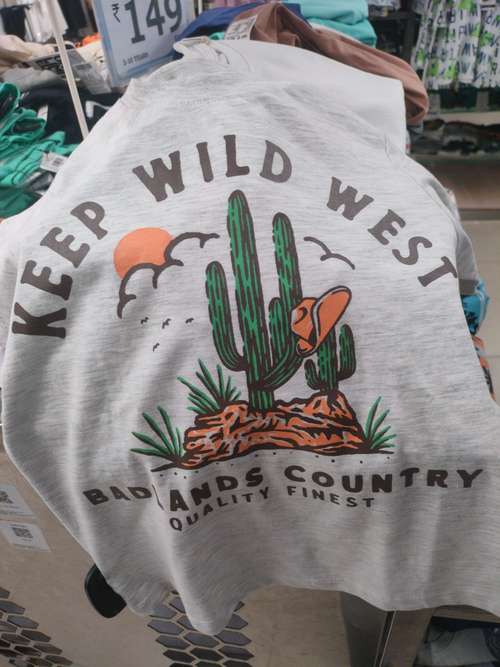 ₹149
KEEP WILD WEST
BADLANDS COUNTRY
QUALITY FINEST